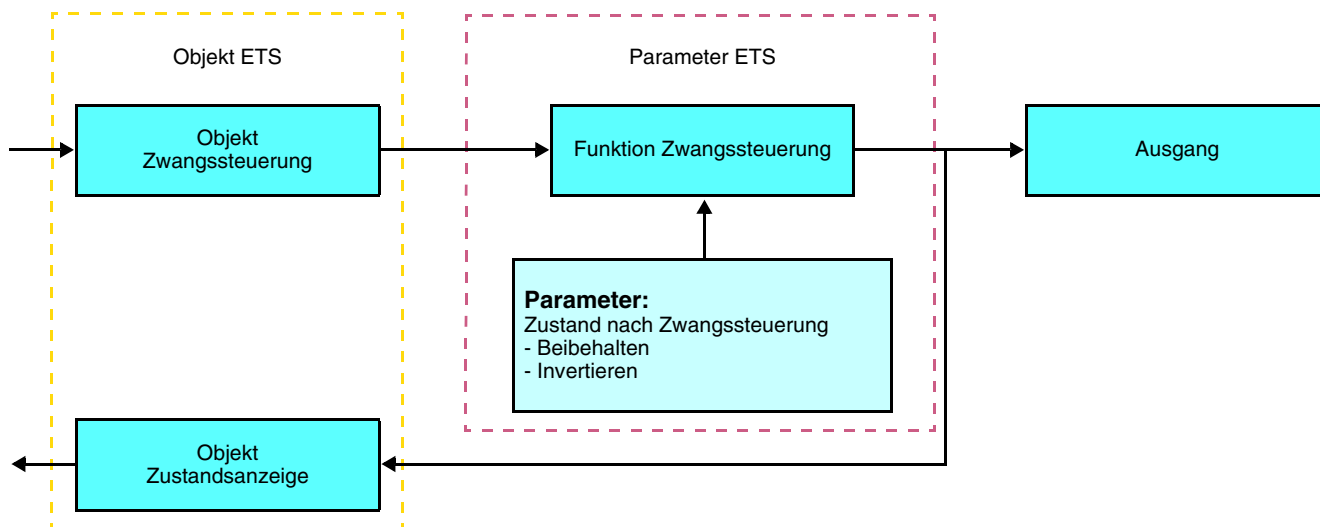 Objekt ETS
Parameter ETS
Objekt
Zwangssteuerung
Funktion Zwangssteuerung
Ausgang
Parameter:
Zustand nach Zwangssteuerung
- Beibehalten
- Invertieren
Objekt
Zustandsanzeige